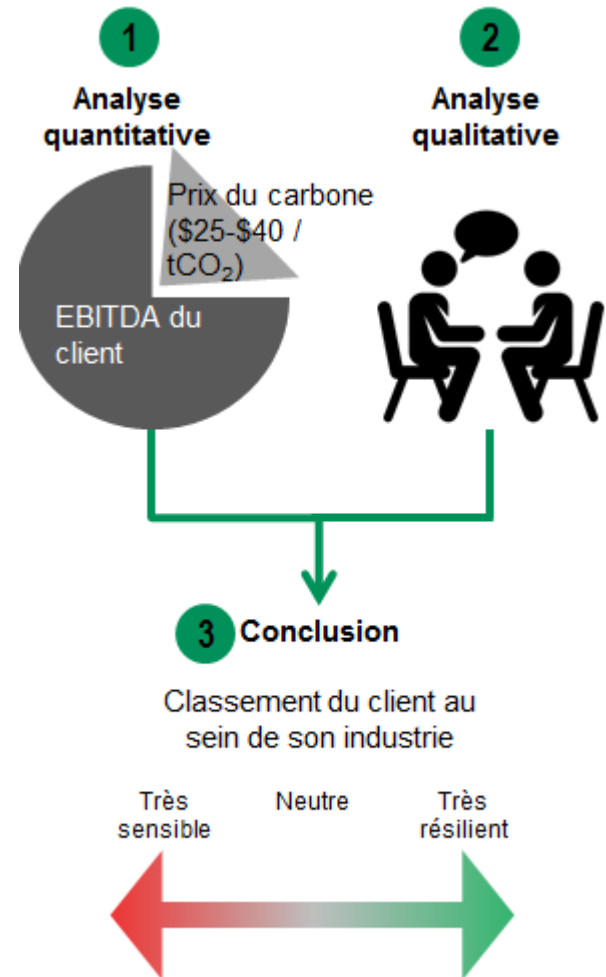 1
Analyse
quantitative
2
Analyse
qualitative
Prix du carbone
($25-$40 /
tCO₂)
EBITDA du
client
3 Conclusion
Classement du client au
sein de son industrie
Très
sensible
Neutre
Très
résilient